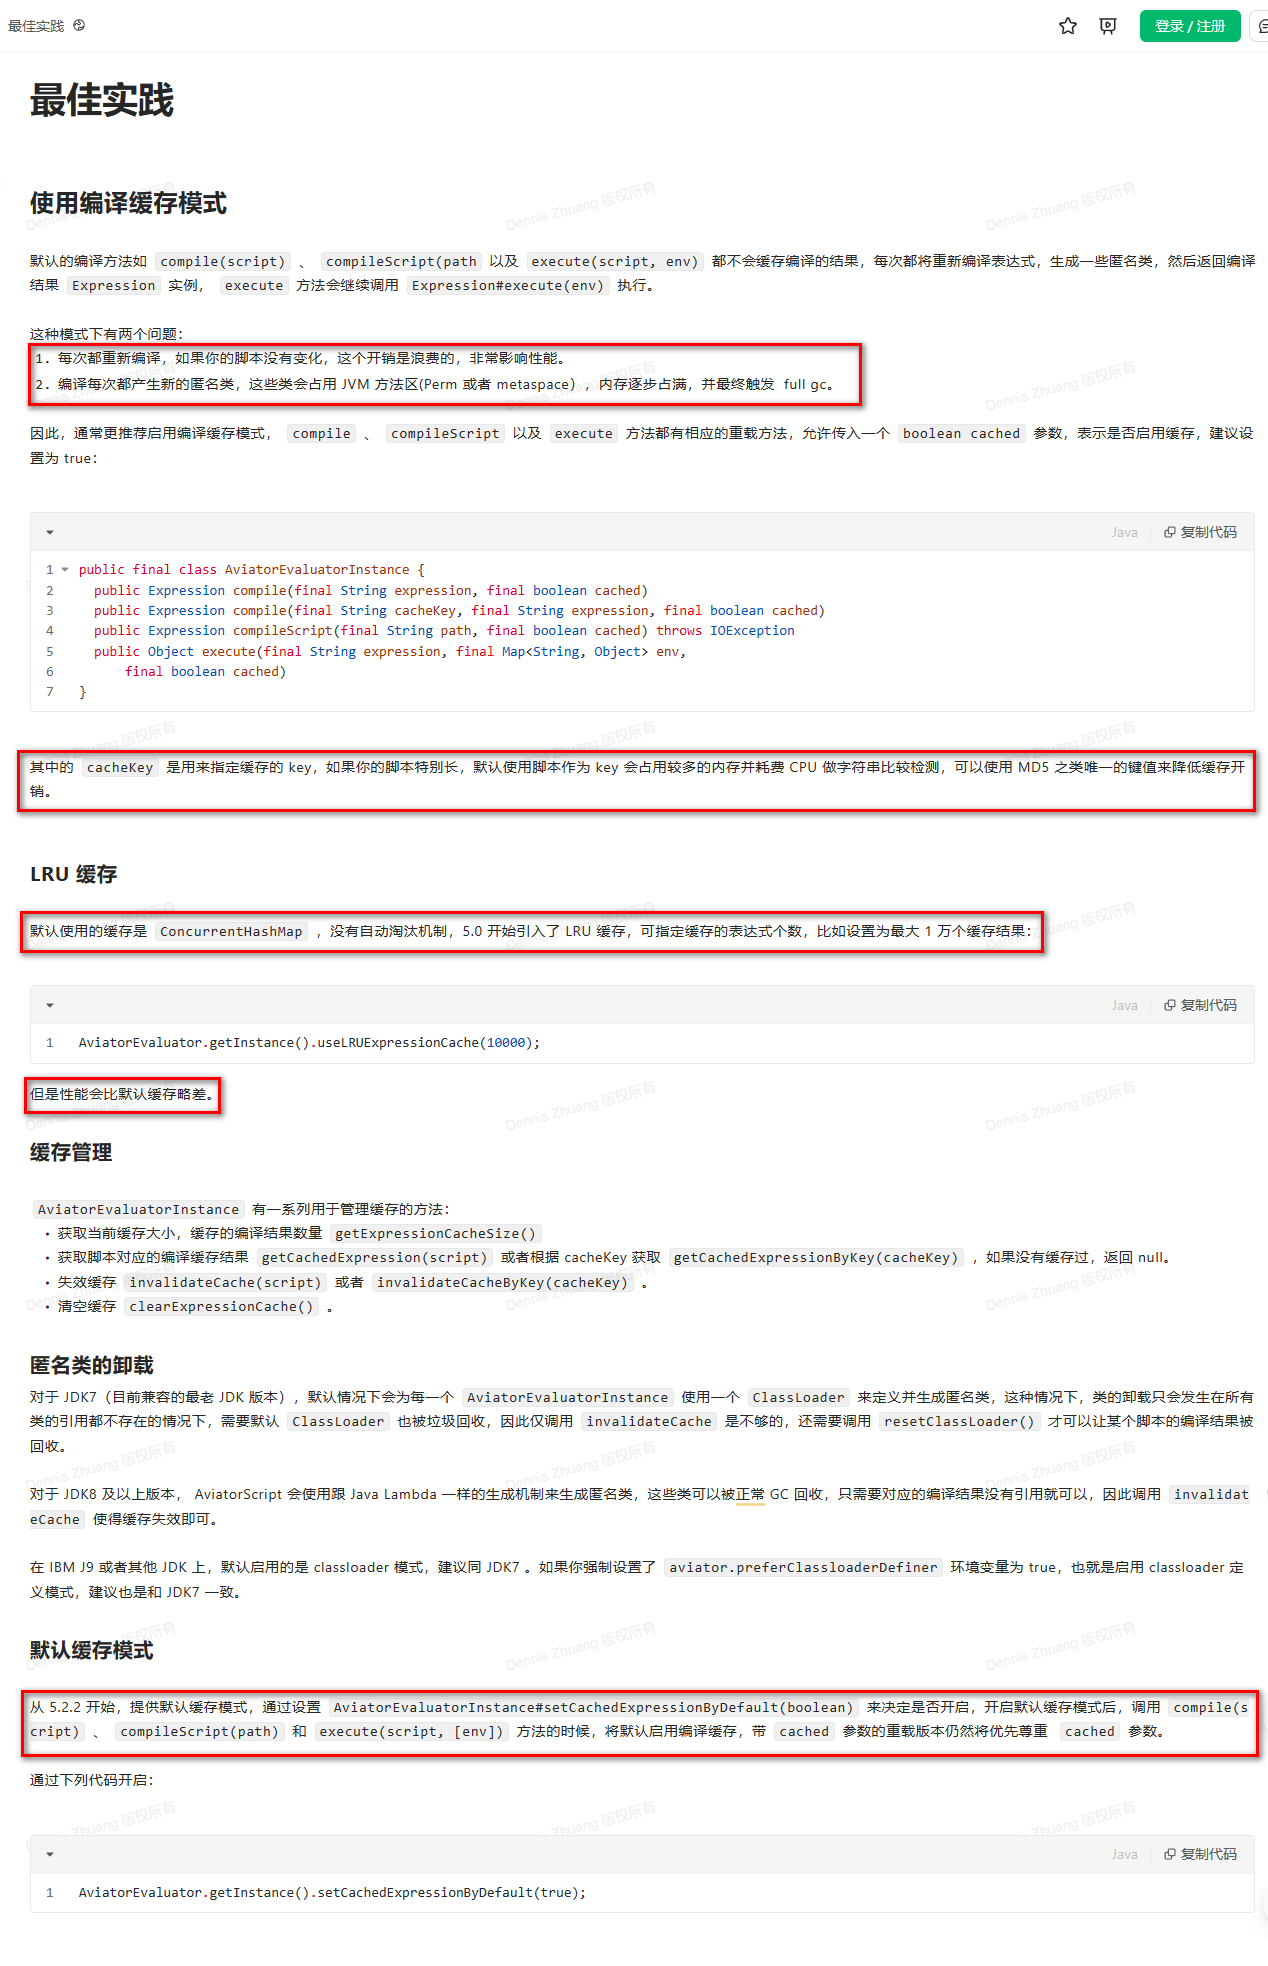 最佳实践
登录 / 注册
最佳实践
使用编译缓存模式
默认的编译方法如 compile(script) 、 compileScript(path 以及 execute(script, env) 都不会缓存编译的结果，每次都将重新编译表达式，生成一些匿名类，然后返回编译
结果 Expression 实例， execute 方法会继续调用 Expression#execute(env) 执行。
这种模式下有两个问题：
1. 每次都重新编译，如果你的脚本没有变化，这个开销是浪费的，非常影响性能。
2. 编译每次都产生新的匿名类，这些类会占用 JVM 方法区(Perm 或者 metaspace），内存逐步占满，并最终触发 full gc。
因此，通常更推荐启用编译缓存模式， compile 、 compileScript 以及 execute 方法都有相应的重载方法，允许传入一个 boolean cached 参数，表示是否启用缓存，建议设
置为 true：
Java 复制代码
1 public final class AviatorEvaluatorInstance {
2 public Expression compile(final String expression, final boolean cached)
3 public Expression compile(final String cacheKey, final String expression, final boolean cached)
4 public Expression compileScript(final String path, final boolean cached) throws IOException
5 public Object execute(final String expression, final Map<String, Object> env,
6 final boolean cached)
7 }
其中的 cacheKey 是用来指定缓存的 key，如果你的脚本特别长，默认使用脚本作为 key 会占用较多的内存并耗费 CPU 做字符串比较检测，可以使用 MD5 之类唯一的键值来降低缓存开
销。
LRU 缓存
默认使用的缓存是 ConcurrentHashMap ，没有自动淘汰机制，5.0 开始引入了 LRU 缓存，可指定缓存的表达式个数，比如设置为最大 1 万个缓存结果：
Java 复制代码
1 AviatorEvaluator.getInstance().useLRUExpressionCache(10000);
但是性能会比默认缓存略差。
缓存管理
AviatorEvaluatorInstance 有一系列用于管理缓存的方法：
• 获取当前缓存大小，缓存的编译结果数量 getExpressionCacheSize()
• 获取脚本对应的编译缓存结果 getCachedExpression(script) 或者根据 cacheKey 获取 getCachedExpressionByKey(cacheKey) ，如果没有缓存过，返回 null。
• 失效缓存 invalidateCache(script) 或者 invalidateCacheByKey(cacheKey) 。
• 清空缓存 clearExpressionCache() 。
匿名类的卸载
对于 JDK7（目前兼容的最老 JDK 版本），默认情况下会为每一个 AviatorEvaluatorInstance 使用一个 ClassLoader 来定义并生成匿名类，这种情况下，类的卸载只会发生在所有
类的引用都不存在的情况下，需要默认 ClassLoader 也被垃圾回收，因此仅调用 invalidateCache 是不够的，还需要调用 resetClassLoader() 才可以让某个脚本的编译结果被
回收。
对于 JDK8 及以上版本， AviatorScript 会使用跟 Java Lambda 一样的生成机制来生成匿名类，这些类可以被正常 GC 回收，只需要对应的编译结果没有引用就可以，因此调用 invalidat
eCache 使得缓存失效即可。
在 IBM J9 或者其他 JDK 上，默认启用的是 classloader 模式，建议同 JDK7 。如果你强制设置了 aviator.preferClassloaderDefiner 环境变量为 true，也就是启用 classloader 定
义模式，建议也是和 JDK7 一致。
默认缓存模式
从 5.2.2 开始，提供默认缓存模式，通过设置 AviatorEvaluatorInstance#setCachedExpressionByDefault(boolean) 来决定是否开启，开启默认缓存模式后，调用 compile(s
cript) 、 compileScript(path) 和 execute(script, [env]) 方法的时候，将默认启用编译缓存，带 cached 参数的重载版本仍然将优先尊重 cached 参数。
通过下列代码开启：
Java 复制代码
1 AviatorEvaluator.getInstance().setCachedExpressionByDefault(true);